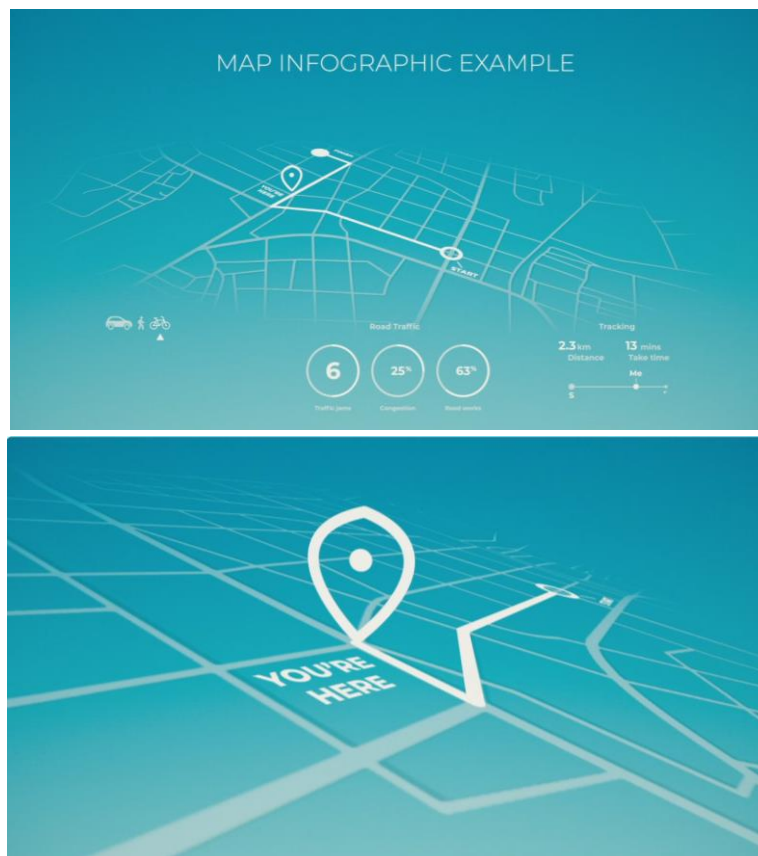 MAP INFOGRAPHIC EXAMPLE
YOU'RE
HERE
START
Road Traffic
6
25%
63%
Traffic jams
Congestion
Road works
Tracking
2.3 km
13 mins
Distance
Take time
Me
S
YOU'RE
HERE